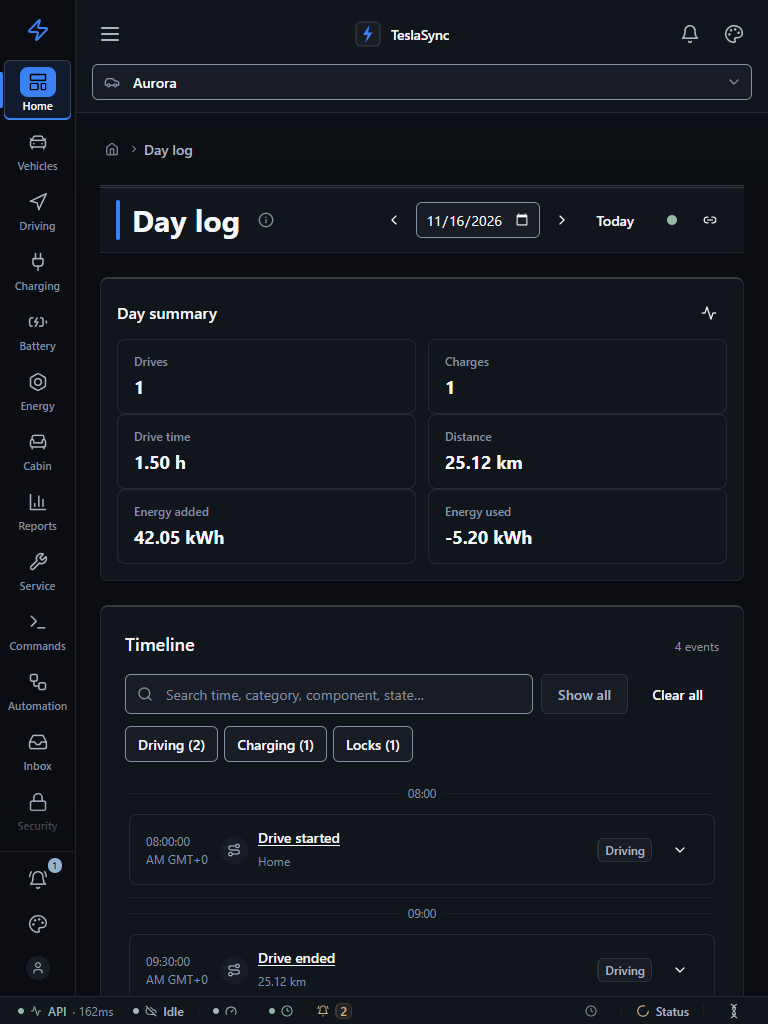 TeslaSync
Aurora
Home
Vehicles
Driving
Charging
Battery
Energy
Cabin
Reports
Service
Commands
Automation
Inbox
Security
1
Day log
Day log
11/16/2026
Today
Day summary
Drives
1
Charges
1
Drive time
1.50 h
Distance
25.12 km
Energy added
42.05 kWh
Energy used
-5.20 kWh
Timeline
4 events
Search time, category, component, state...
Show all
Clear all
Driving (2)
Charging (1)
Locks (1)
08:00
08:00:00
AM GMT+0
Drive started
Home
Driving
09:00
09:30:00
AM GMT+0
Drive ended
25.12 km
Driving
API · 162ms
Idle
2
Status